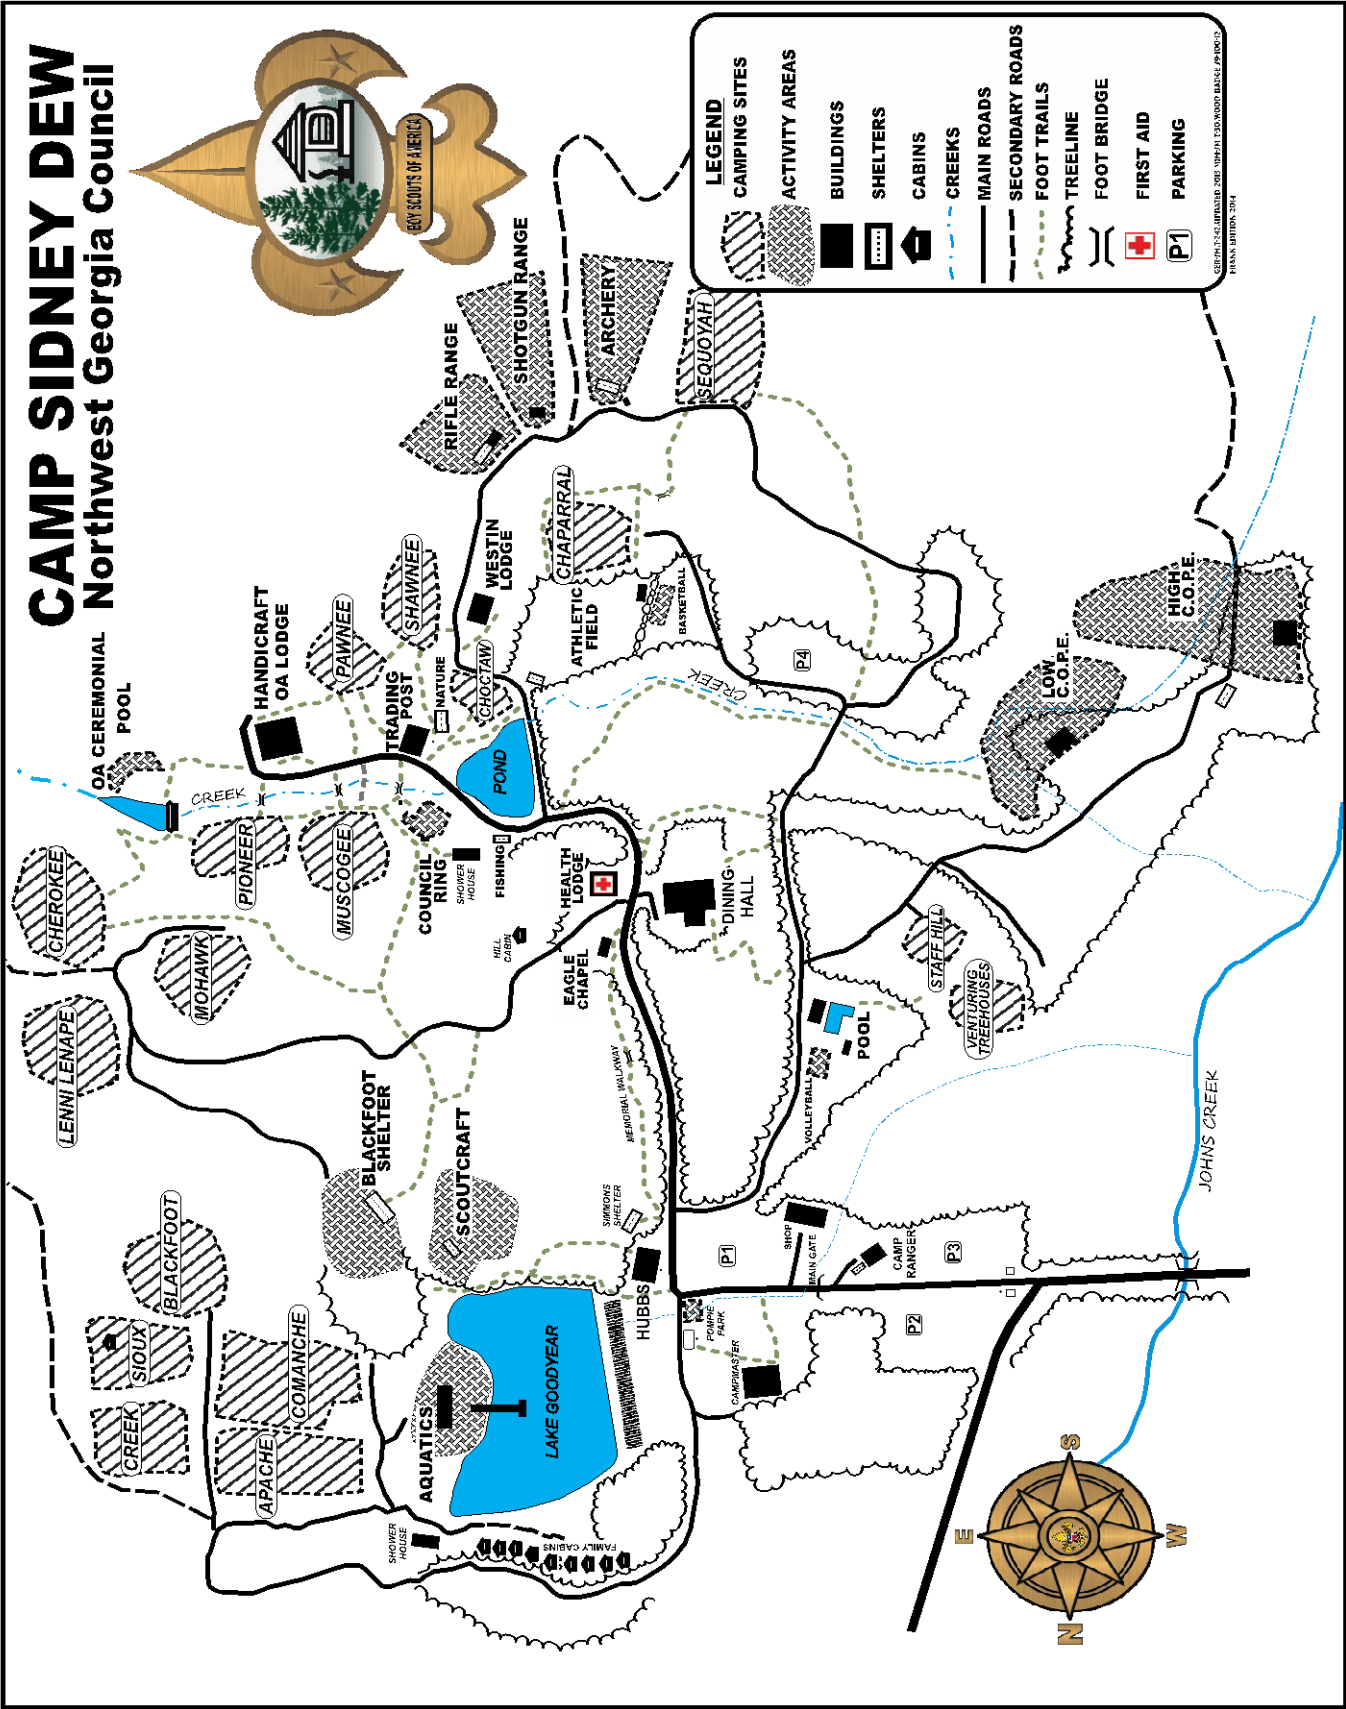 CAMP SIDNEY DEW
Northwest Georgia Council
BOY SCOUTS OF AMERICA
LEGEND
CAMPING SITES
ACTIVITY AREAS
BUILDINGS
SHELTERS
CABINS
CREEKS
MAIN ROADS
SECONDARY ROADS
FOOT TRAILS
TREELINE
FOOT BRIDGE
FIRST AID
P1
PARKING
OA CEREMONIAL
POOL
HANDICRAFT
OA LODGE
PAWNEE
SHAWNEE
RIFLE RANGE
SHOTGUN RANGE
ARCHERY
SEQUOYAH
CHAPARRAL
WESTIN
LODGE
ATHLETIC
FIELD
BASKETBALL
TRADING
POST
NATURE
CHOCTAW
POND
CREEK
CREEK
P4
LOW
C.O.P.E.
HIGH
C.O.P.E.
CHEROKEE
PIONEER
MUSCOGEE
COUNCIL
RING
SHOWER
HOUSE
FISHING
HEALTH
LODGE
DINING
HALL
MOHAWK
HILL
CABIN
EAGLE
CHAPEL
STAFF HILL
VENTURING
TREEHOUSES
LENNI LENAPE
BLACKFOOT
SHELTER
SCOUTCRAFT
MEMORIAL WALKWAY
SIMMONS
SHELTER
POOL
VOLLEYBALL
JOHNS CREEK
BLACKFOOT
SIOUX
CREEK
COMANCHE
APACHE
AQUATICS
LAKE GOODYEAR
HUBBS
P1
SHOP
MAIN GATE
CAMP
RANGER
P3
P2
POMPIE
PARK
CAMPMASTER
SHOWER
HOUSE
FAMILY CABINS
N
E
S
W